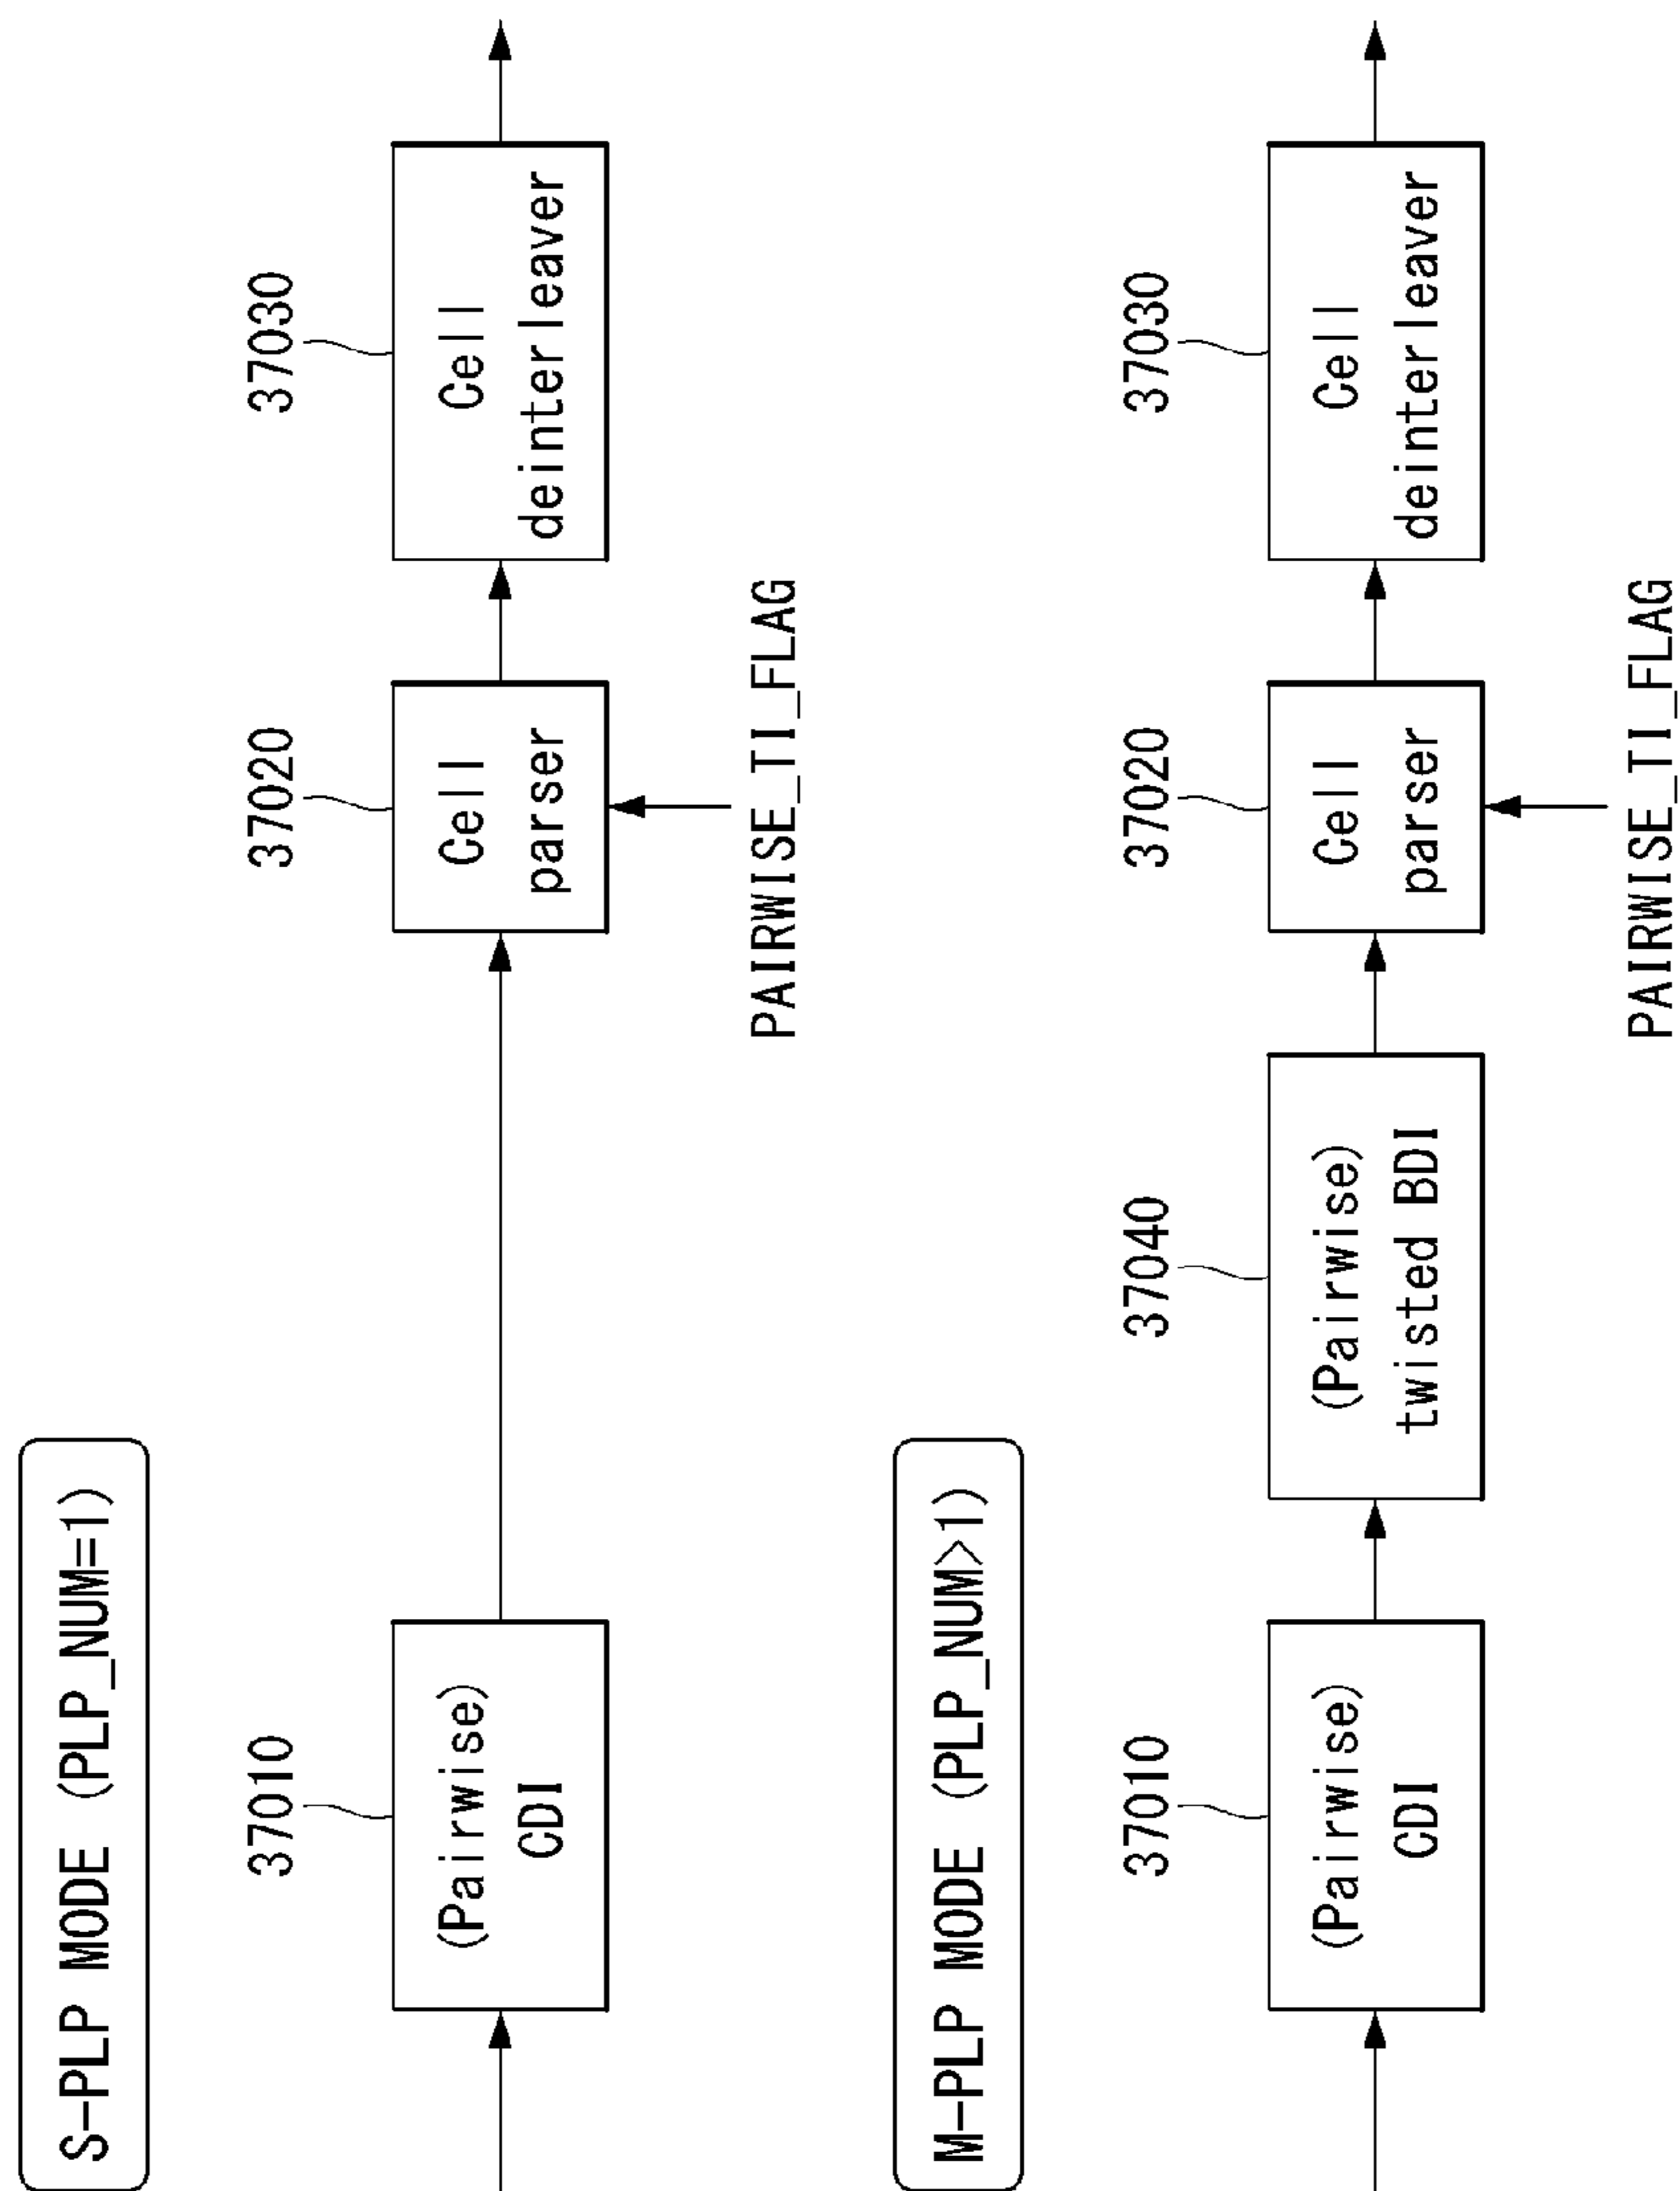 S-PLP MODE (PLP_NUM=1)
37010
37020
37030
(Pairwise)
CDI
Cell
parser
Cell
deinterleaver
PAIRWISE_TI_FLAG
M-PLP MODE (PLP_NUM>1)
37010
37040
37020
37030
(Pairwise)
CDI
(Pairwise)
twisted BDI
Cell
parser
Cell
deinterleaver
PAIRWISE_TI_FLAG